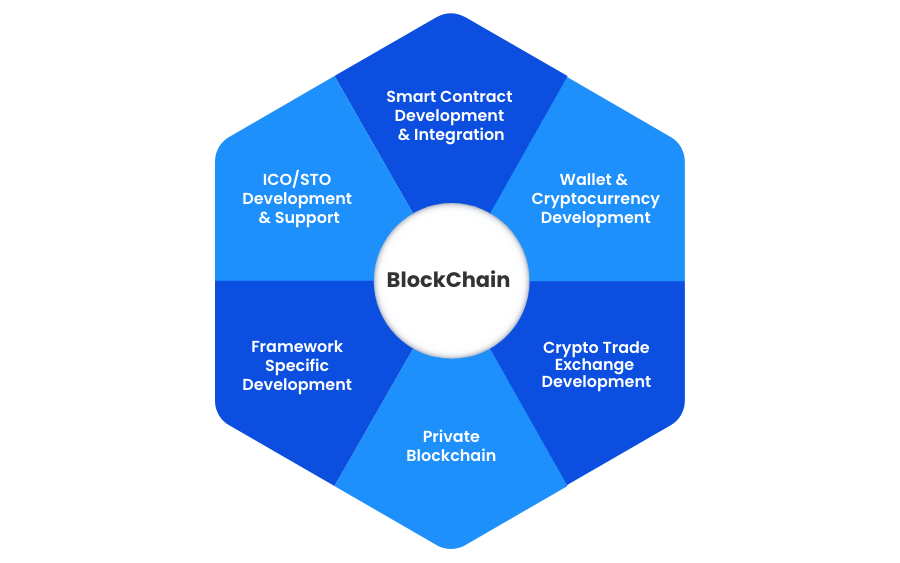 Smart Contract
Development
& Integration
Wallet &
Cryptocurrency
Development
Crypto Trade
Exchange
Development
Private
Blockchain
Framework
Specific
Development
ICO/STO
Development
& Support
BlockChain